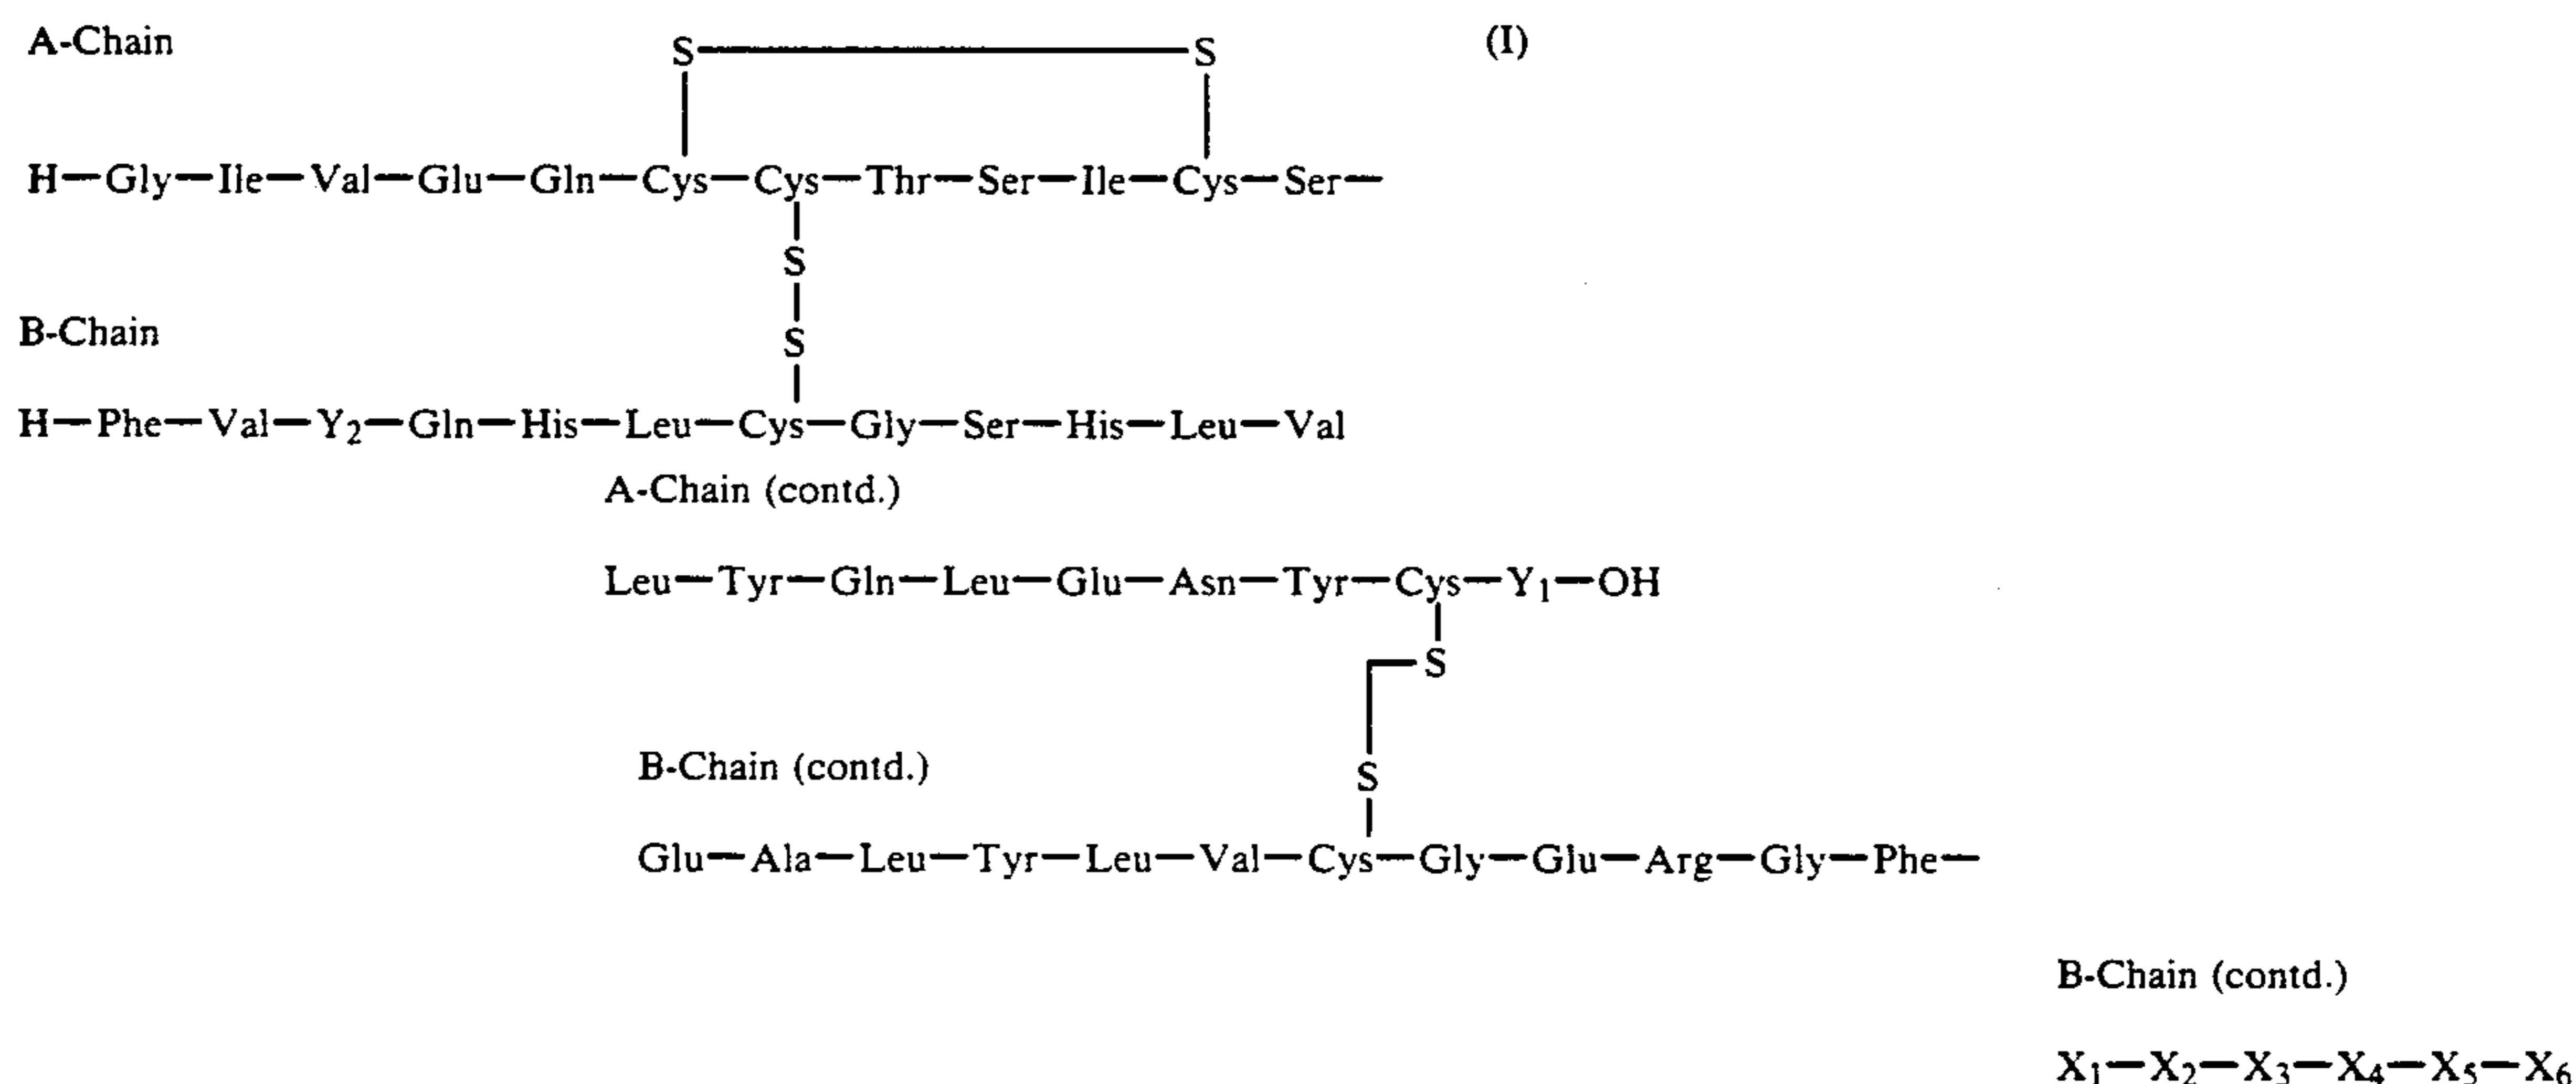 A-Chain
S—S (I)
H—Gly—Ile—Val—Glu—Gln—Cys—Cys—Thr—Ser—Ile—Cys—Ser—
S
B-Chain
S
H—Phe—Val—Y₂—Gln—His—Leu—Cys—Gly—Ser—His—Leu—Val
A-Chain (contd.)
Leu—Tyr—Gln—Leu—Glu—Asn—Tyr—Cys—Y₁—OH
S
B-Chain (contd.)
S
Glu—Ala—Leu—Tyr—Leu—Val—Cys—Gly—Glu—Arg—Gly—Phe—
B-Chain (contd.)
X₁—X₂—X₃—X₄—X₅—X₆